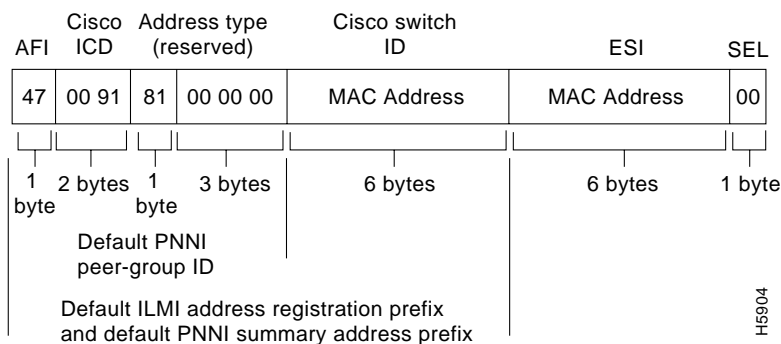 Cisco Address type Cisco switch
AFI ICD (reserved) ID ESI SEL
47 00 91 81 00 00 00 MAC Address MAC Address 00
1 2 bytes 1 3 bytes 6 bytes 6 bytes 1 byte
byte byte
Default PNNI
peer-group ID
Default ILMI address registration prefix
and default PNNI summary address prefix
H5904